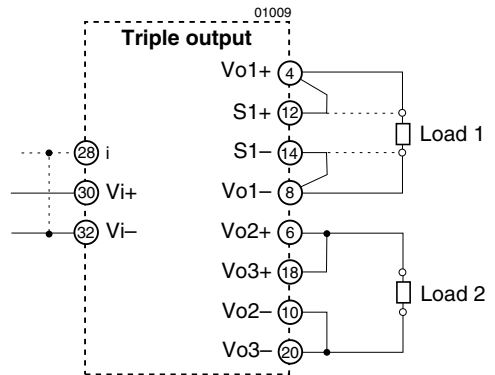 01009
Triple output
Vo1+ 4
S1+ 12
Load 1
28 i
S1– 14
30 Vi+
Vo1– 8
32 Vi–
Vo2+ 6
Vo3+ 18
Load 2
Vo2– 10
Vo3– 20